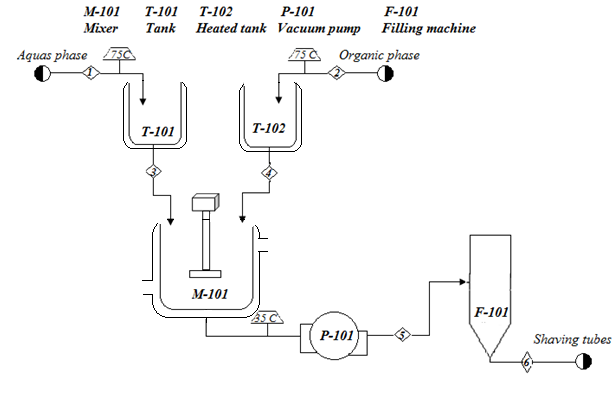 M-101 T-101 T-102 P-101 F-101
Mixer Tank Heated tank Vacuum pump Filling machine
Aquas phase 75C 75 C Organic phase
1 2
T-101 T-102
3 4
M-101
35 C
P-101 5 F-101
Shaving tubes
6